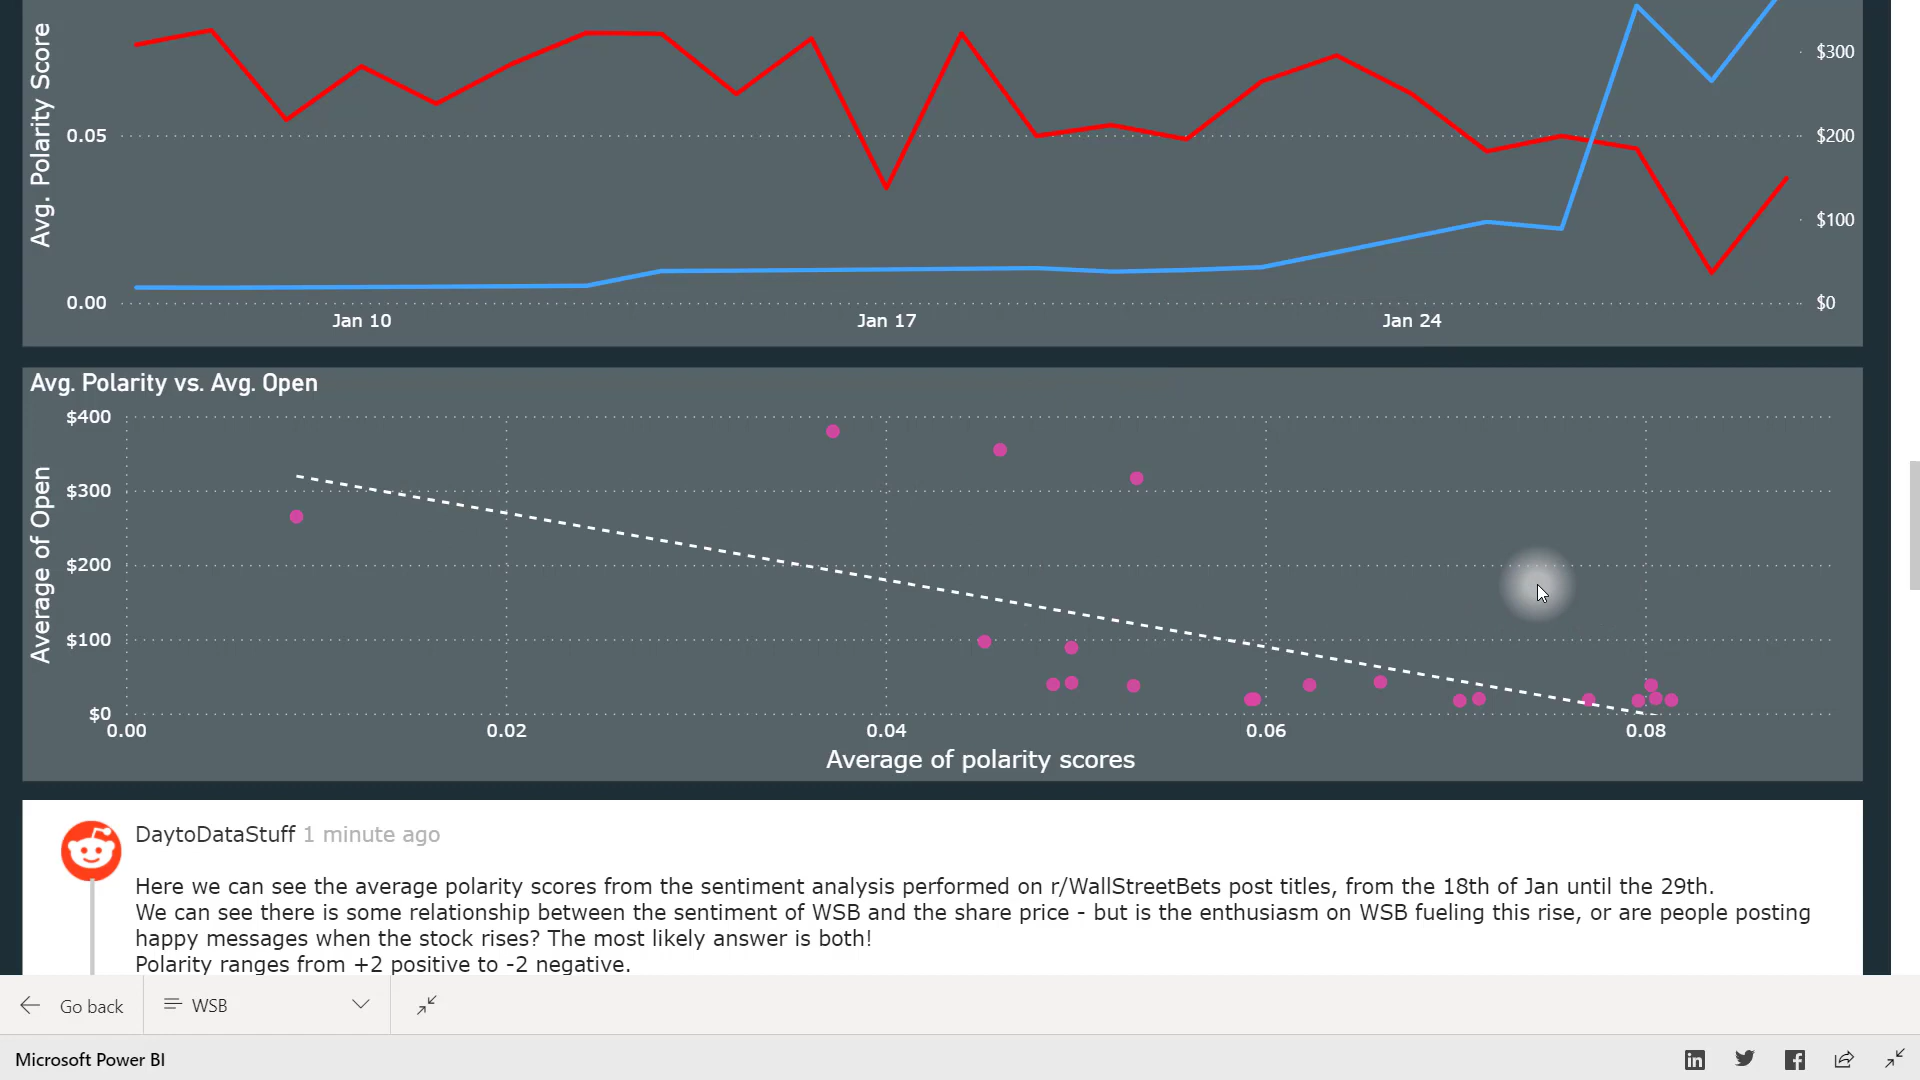 Avg. Polarity Score
$300
0.05
$200
$100
0.00
$0
Jan 10
Jan 17
Jan 24
Avg. Polarity vs. Avg. Open
Average of Open
$400
$300
$200
$100
$0
0.00
0.02
0.04
0.06
0.08
Average of polarity scores
DaytoDataStuff 1 minute ago
Here we can see the average polarity scores from the sentiment analysis performed on r/WallStreetBets post titles, from the 18th of Jan until the 29th.
We can see there is some relationship between the sentiment of WSB and the share price - but is the enthusiasm on WSB fueling this rise, or are people posting
happy messages when the stock rises? The most likely answer is both!
Polarity ranges from +2 positive to -2 negative.
Go back
WSB
Microsoft Power BI